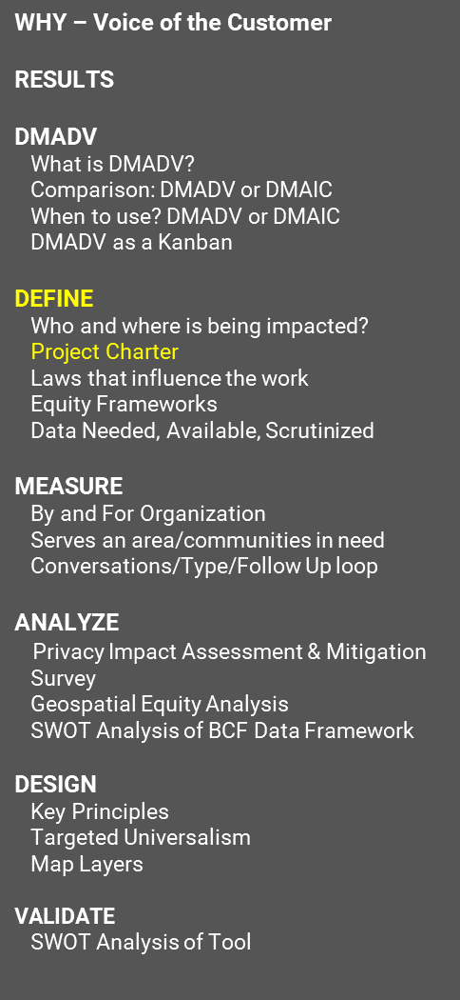 WHY – Voice of the Customer
RESULTS
DMADV
What is DMADV?
Comparison: DMADV or DMAIC
When to use? DMADV or DMAIC
DMADV as a Kanban
DEFINE
Who and where is being impacted?
Project Charter
Laws that influence the work
Equity Frameworks
Data Needed, Available, Scrutinized
MEASURE
By and For Organization
Serves an area/communities in need
Conversations/Type/Follow Up loop
ANALYZE
Privacy Impact Assessment & Mitigation
Survey
Geospatial Equity Analysis
SWOT Analysis of BCF Data Framework
DESIGN
Key Principles
Targeted Universalism
Map Layers
VALIDATE
SWOT Analysis of Tool